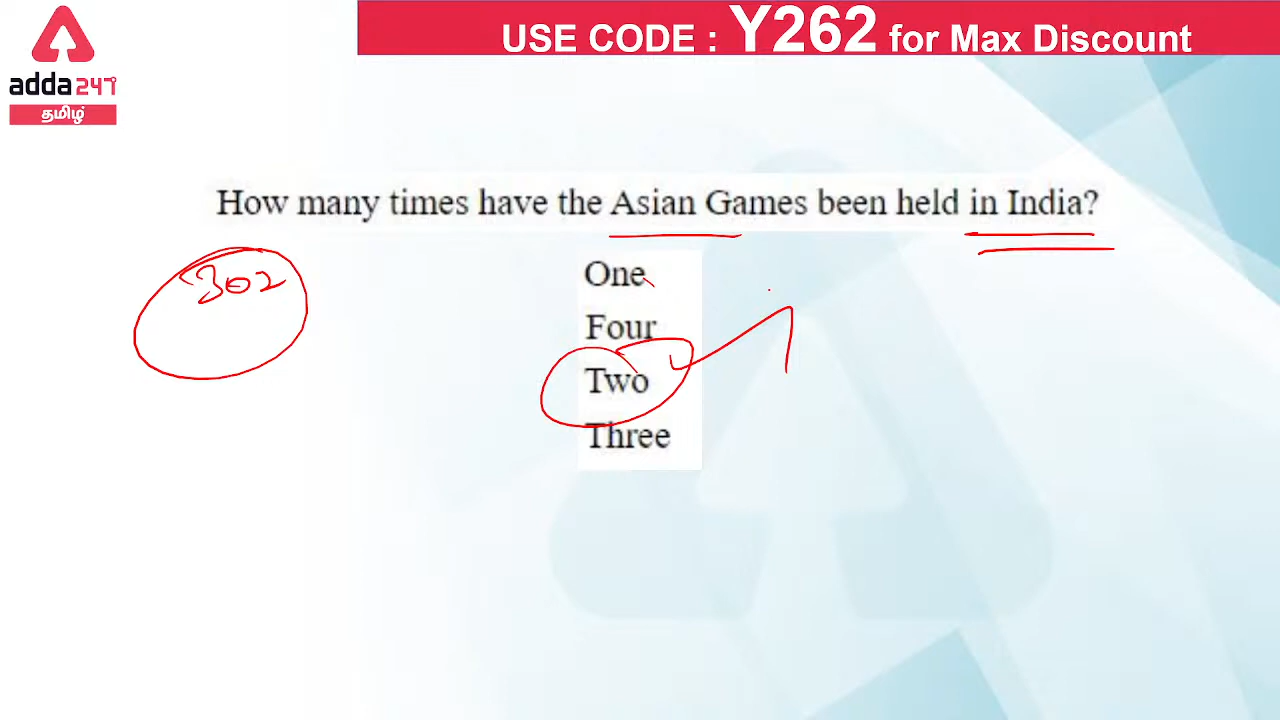 USE CODE : Y262 for Max Discount
adda247
தமிழ்
How many times have the Asian Games been held in India?
302
One
Four
Two
Three